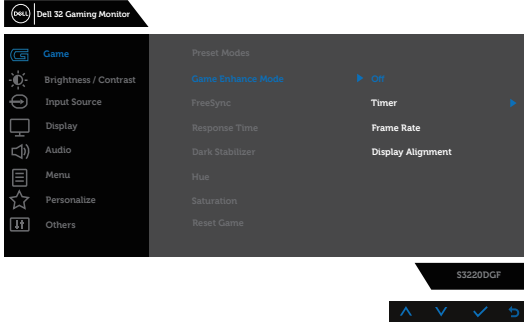 DELL
Dell 32 Gaming Monitor
Game
Brightness / Contrast
Input Source
Display
Audio
Menu
Personalize
Others
Preset Modes
Game Enhance Mode
FreeSync
Response Time
Dark Stabilizer
Hue
Saturation
Reset Game
Off
Timer
Frame Rate
Display Alignment
S3220DGF